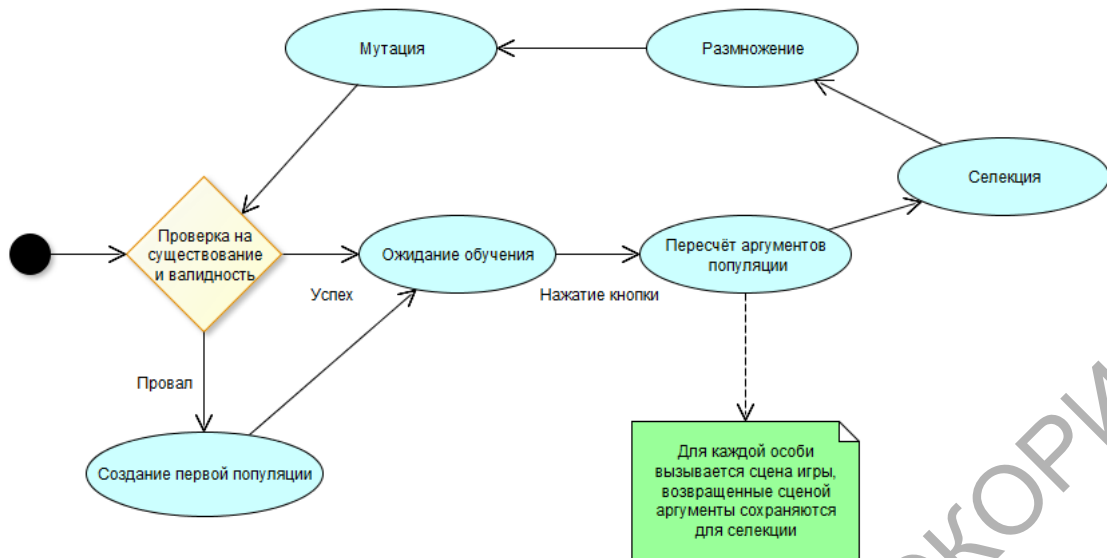 Мутация
Размножение
Селекция
Проверка на
существование
и валидность
Ожидание обучения
Пересчёт аргументов
популяции
Успех
Нажатие кнопки
Провал
Создание первой популяции
Для каждой особи
вызывается сцена игры,
возвращенные сценой
аргументы сохраняются
для селекции